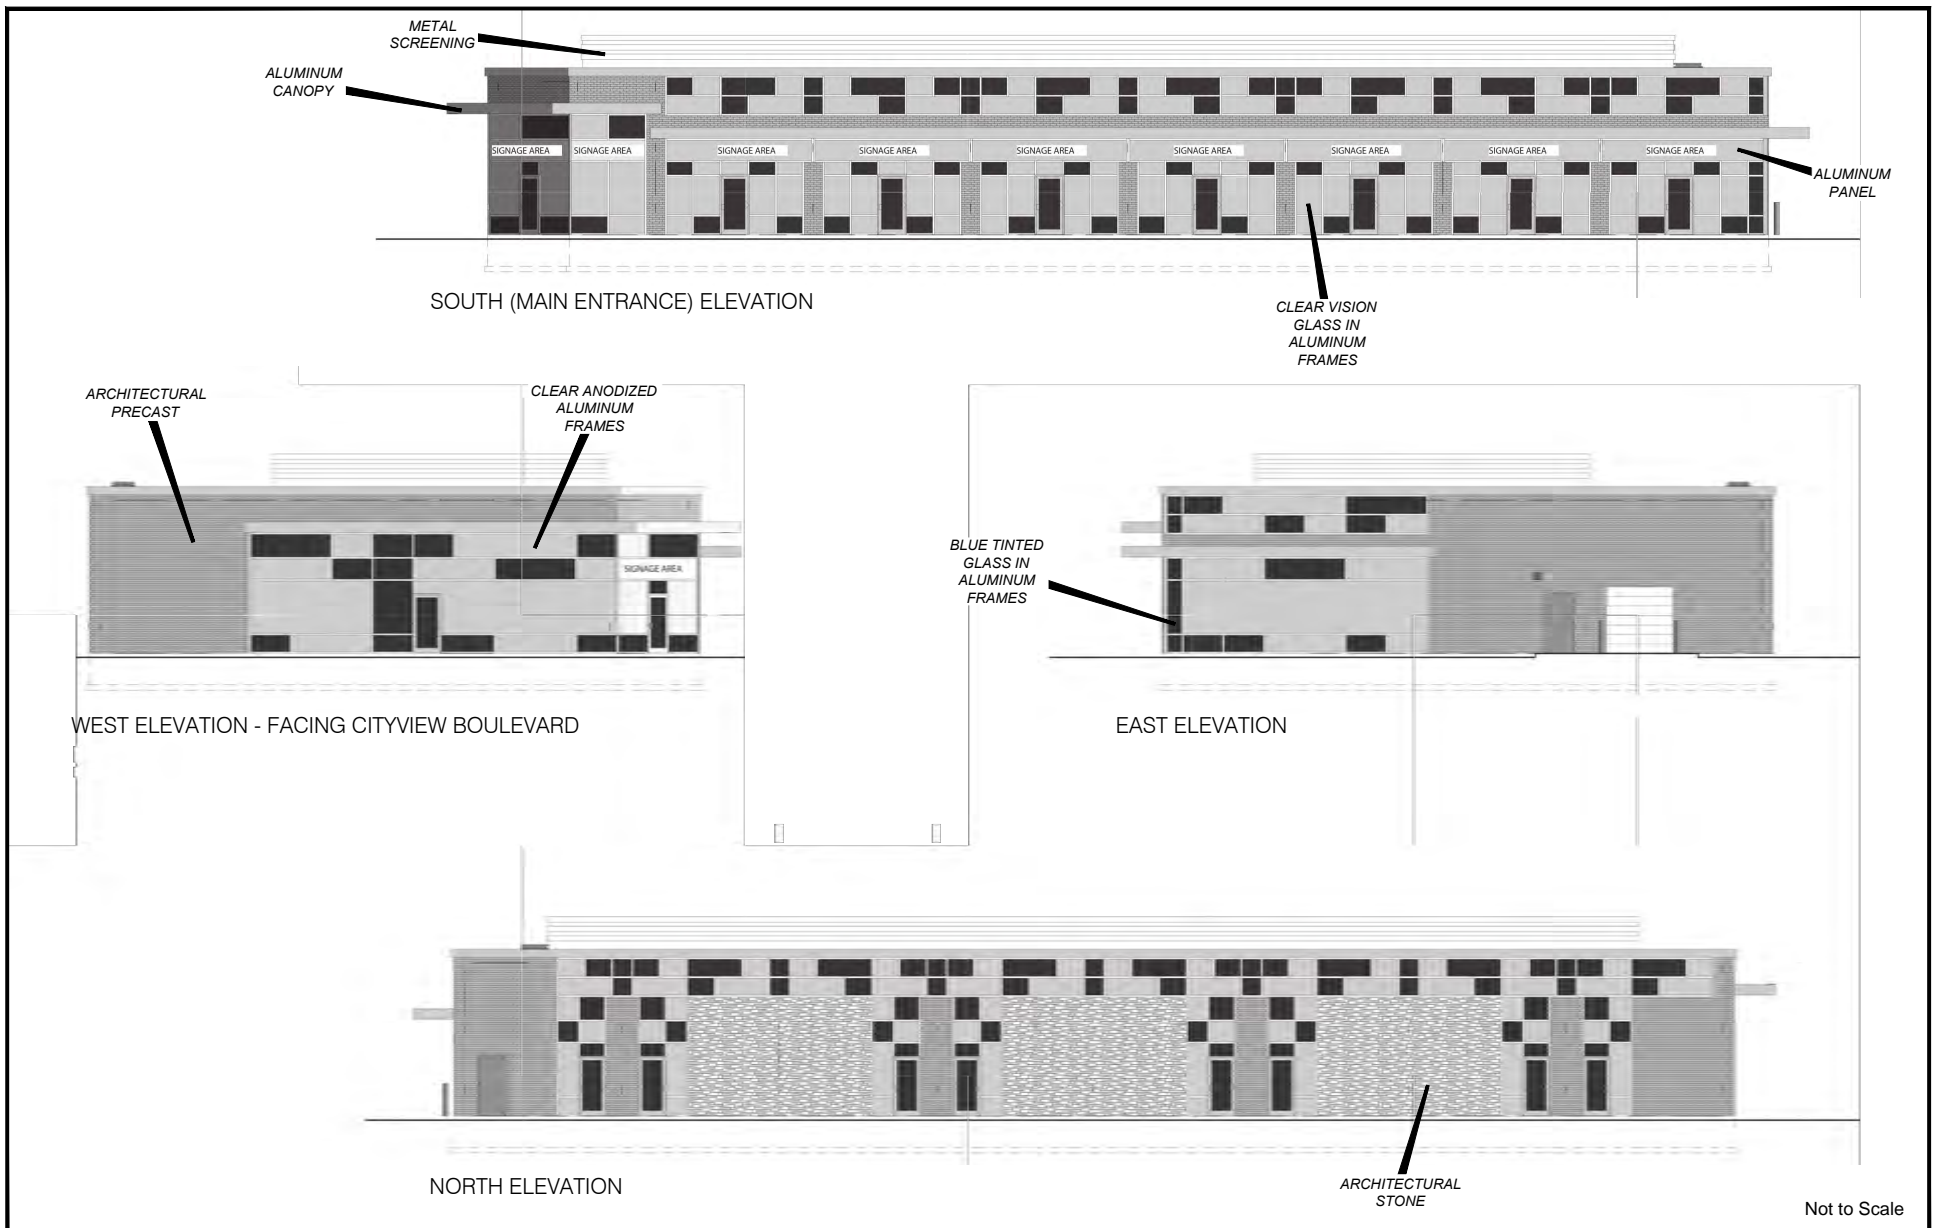 METAL
SCREENING
ALUMINUM
CANOPY
SIGNAGE AREA SIGNAGE AREA SIGNAGE AREA SIGNAGE AREA SIGNAGE AREA SIGNAGE AREA SIGNAGE AREA SIGNAGE AREA SIGNAGE AREA
ALUMINUM
PANEL
SOUTH (MAIN ENTRANCE) ELEVATION
CLEAR VISION
GLASS IN
ALUMINUM
FRAMES
ARCHITECTURAL
PRECAST
CLEAR ANODIZED
ALUMINUM
FRAMES
SIGNAGE AREA
BLUE TINTED
GLASS IN
ALUMINUM
FRAMES
WEST ELEVATION - FACING CITYVIEW BOULEVARD
EAST ELEVATION
NORTH ELEVATION
ARCHITECTURAL
STONE
Not to Scale